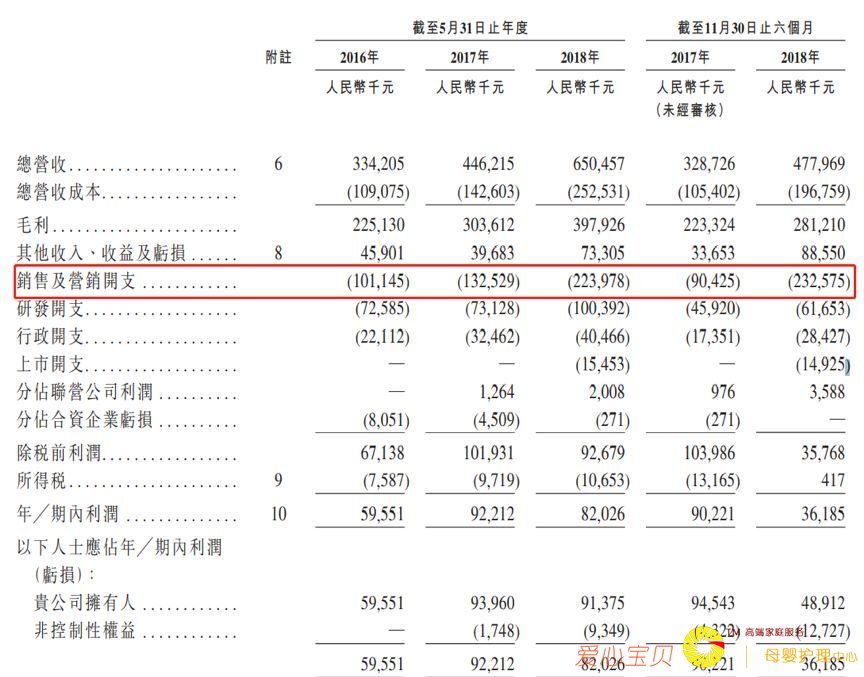 截至5月31日止年度 截至11月30日止六個月
附註 2016年 2017年 2018年 2017年 2018年
人民幣千元 人民幣千元 人民幣千元 人民幣千元 人民幣千元
(未經審核)
總營收...................... 6 334,205 446,215 650,457 328,726 477,969
總營收成本................. (109,075) (142,603) (252,531) (105,402) (196,759)
毛利........................ 225,130 303,612 397,926 223,324 281,210
其他收入、收益及虧損...... 8 45,901 39,683 73,305 33,653 88,550
銷售及營銷開支............. (101,145) (132,529) (223,978) (90,425) (232,575)
研發開支.................... (72,585) (73,128) (100,392) (45,920) (61,653)
行政開支.................... (22,112) (32,462) (40,466) (17,351) (28,427)
上市開支.................... — — (15,453) — (14,925)
分佔聯營公司利潤.......... — 1,264 2,008 976 3,588
分佔合資企業虧損.......... (8,051) (4,509) (271) (271) —
除稅前利潤................. 67,138 101,931 92,679 103,986 35,768
所得稅...................... 9 (7,587) (9,719) (10,653) (13,165) 417
年╱期內利潤.............. 10 59,551 92,212 82,026 90,221 36,185
以下人士應佔年╱期內利潤
(虧損):
貴公司擁有人............ 59,551 93,960 91,375 94,543 48,912
非控制性權益............ — (1,748) (9,349) (4,322) (12,727)
59,551 92,212 82,026 90,221 36,185
爱心宝贝 高端家庭服务 母婴护理中心